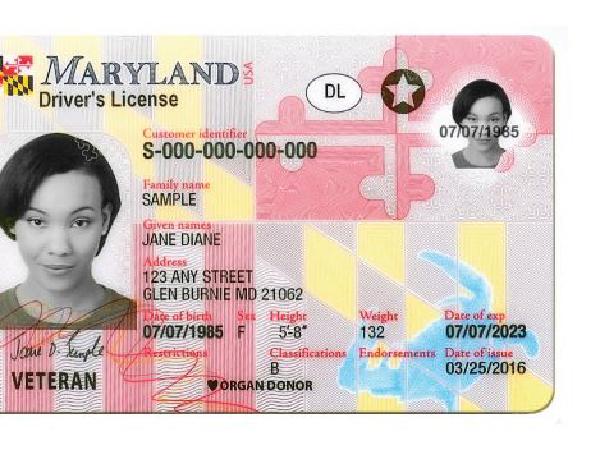 MARYLAND USA
Driver's License
DL
07/07/1985
Customer identifier
S-000-000-000-000
Family name
SAMPLE
Given names
JANE DIANE
Address
123 ANY STREET
GLEN BURNIE MD 21062
Date of birth Sex Height Weight Date of exp
07/07/1985 F 5'-8" 132 07/07/2023
Restrictions Classifications Endorsements Date of issue
B 03/25/2016
Jane D. Sample
VETERAN
ORGAN DONOR